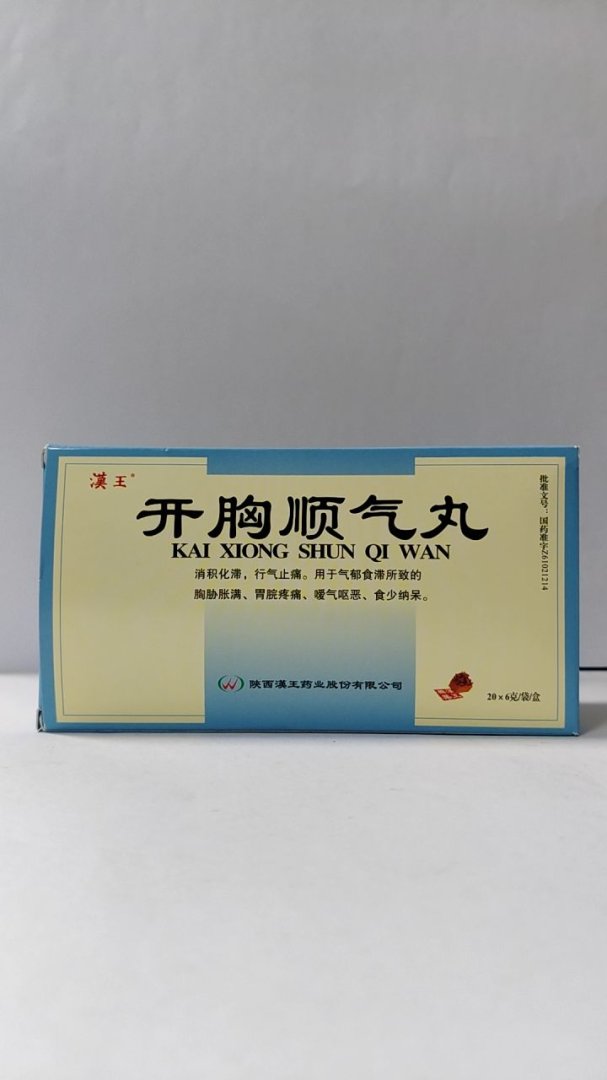 漢王®
开胸顺气丸
KAI XIONG SHUN QI WAN
消积化滞，行气止痛。用于气郁食滞所致的
胸胁胀满、胃脘疼痛、嗳气呕恶、食少纳呆。
批准文号：国药准字Z61021214
陕西漢王药业股份有限公司
20×6克/袋/盒